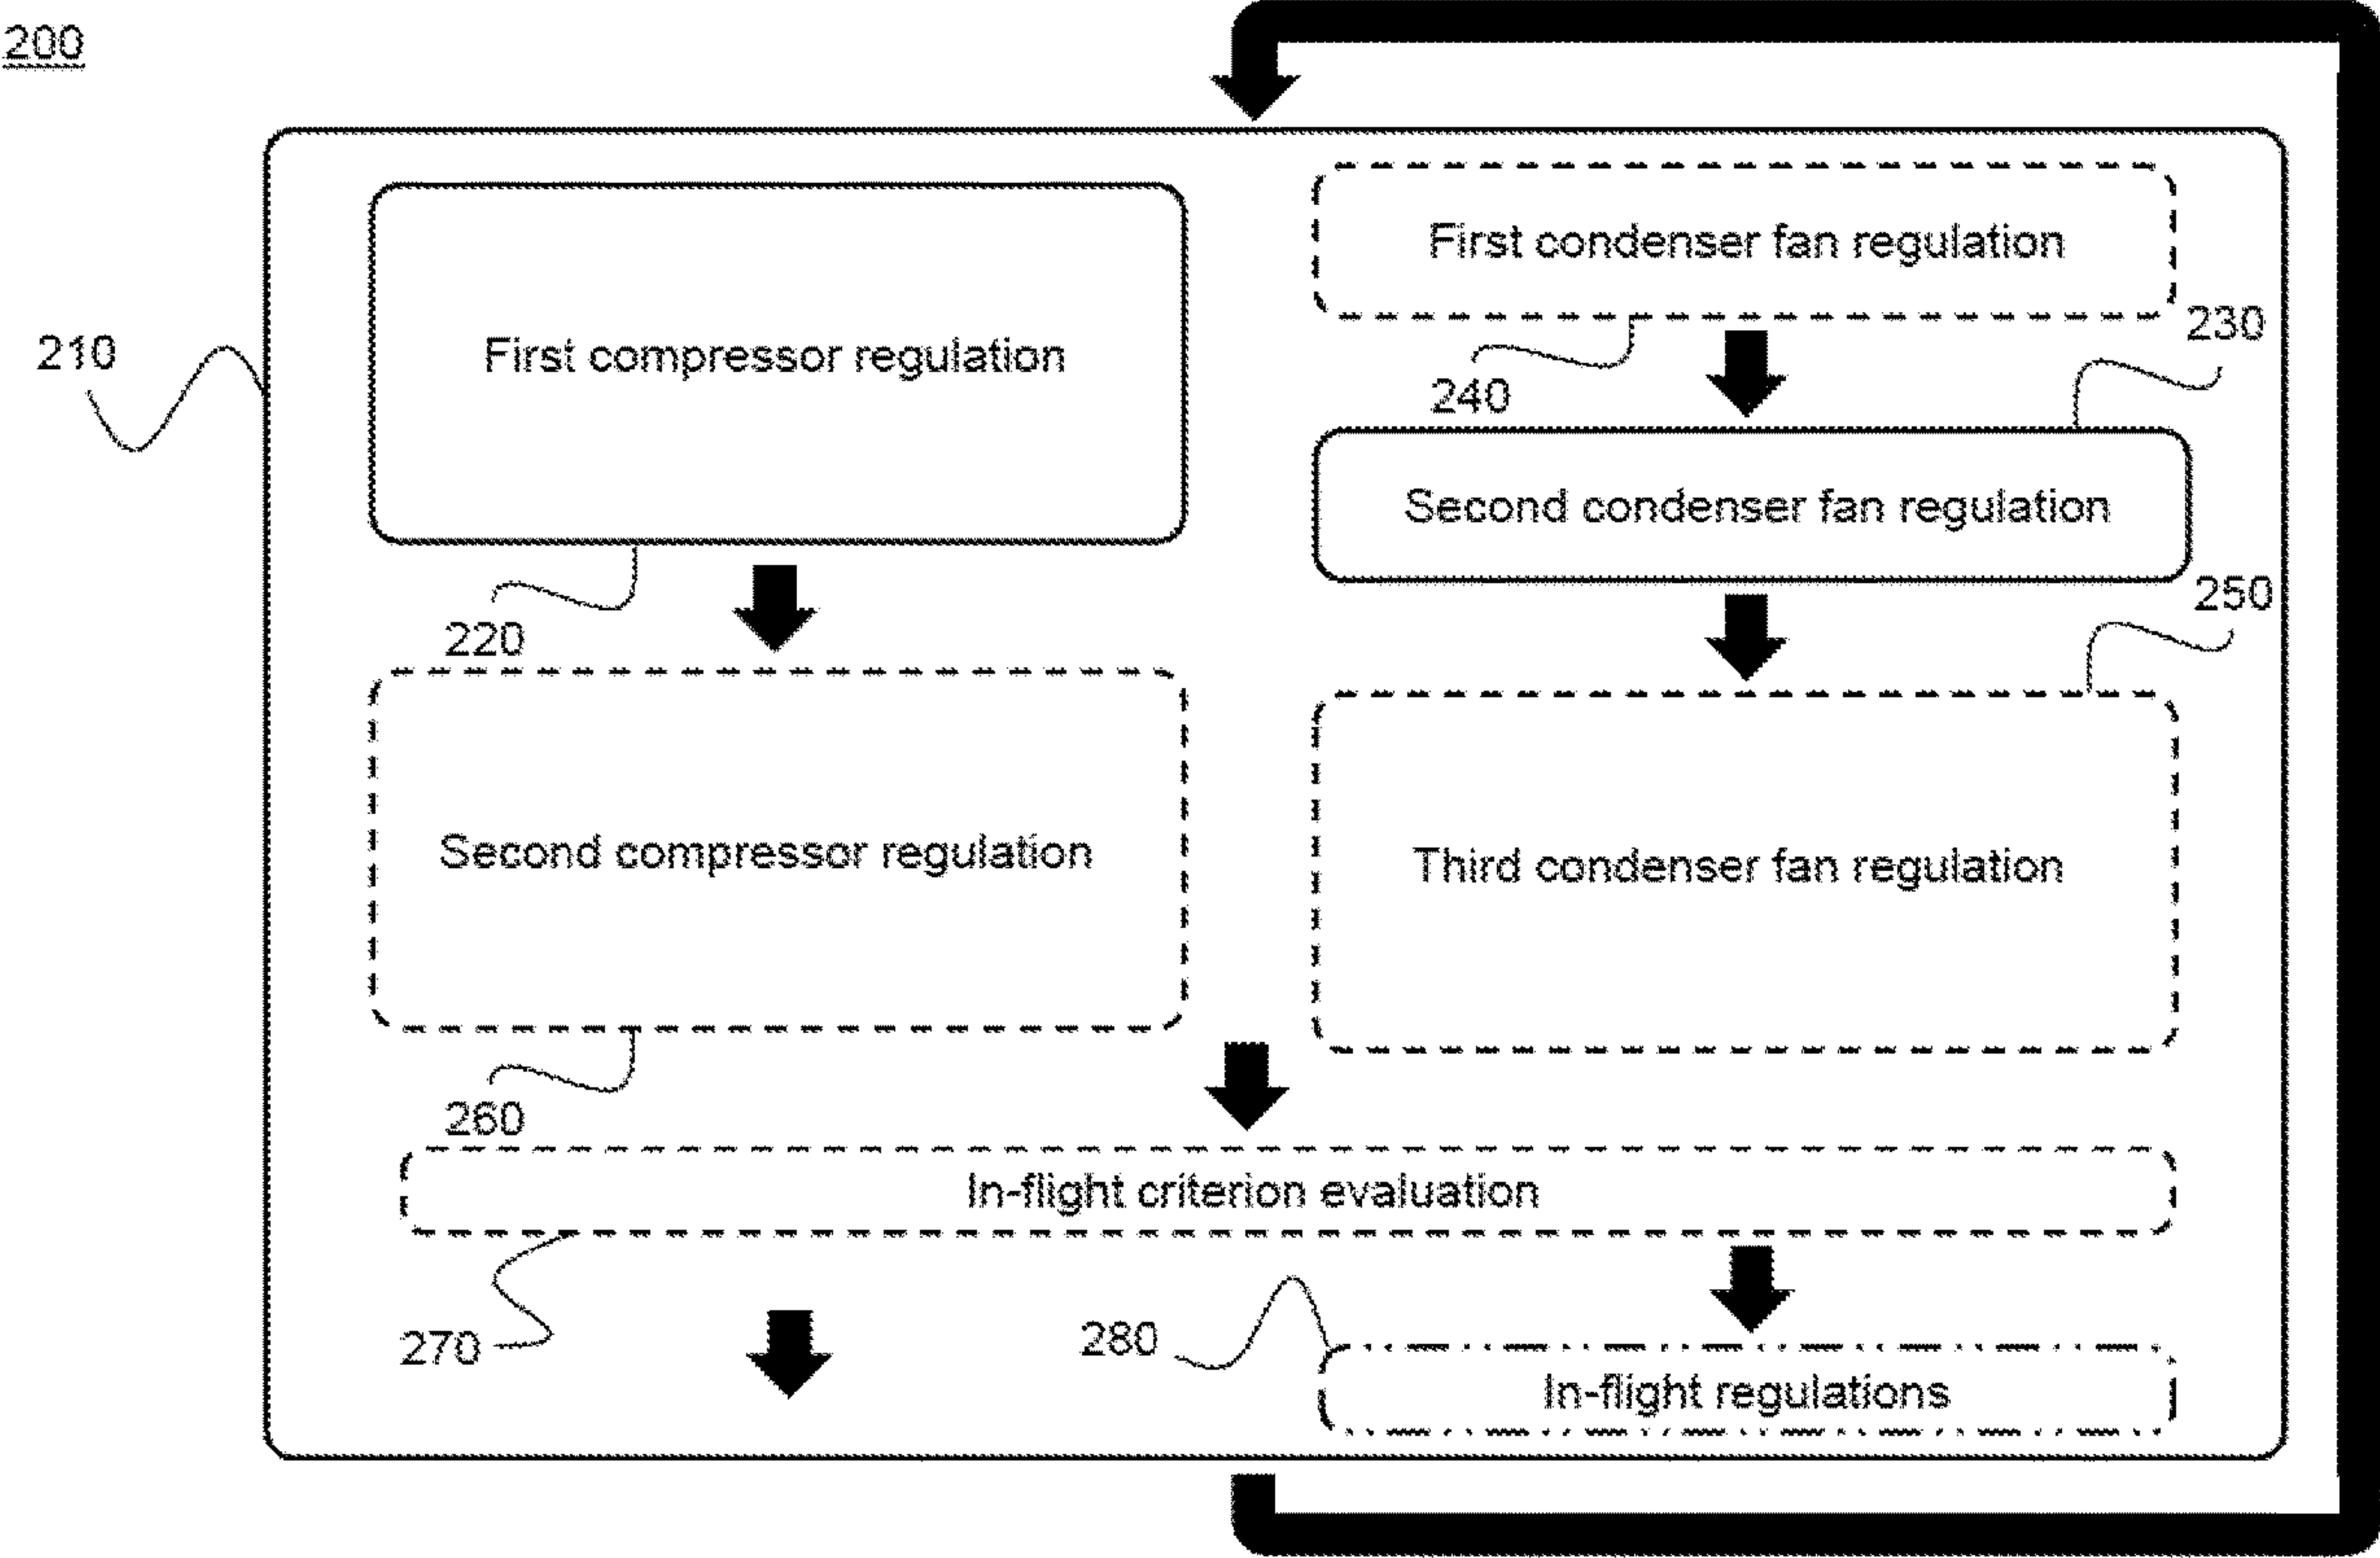 200
First condenser fan regulation
230
210
First compressor regulation
240
Second condenser fan regulation
250
220
Second compressor regulation
Third condenser fan regulation
260
In-flight criterion evaluation
270
280
In-flight regulations